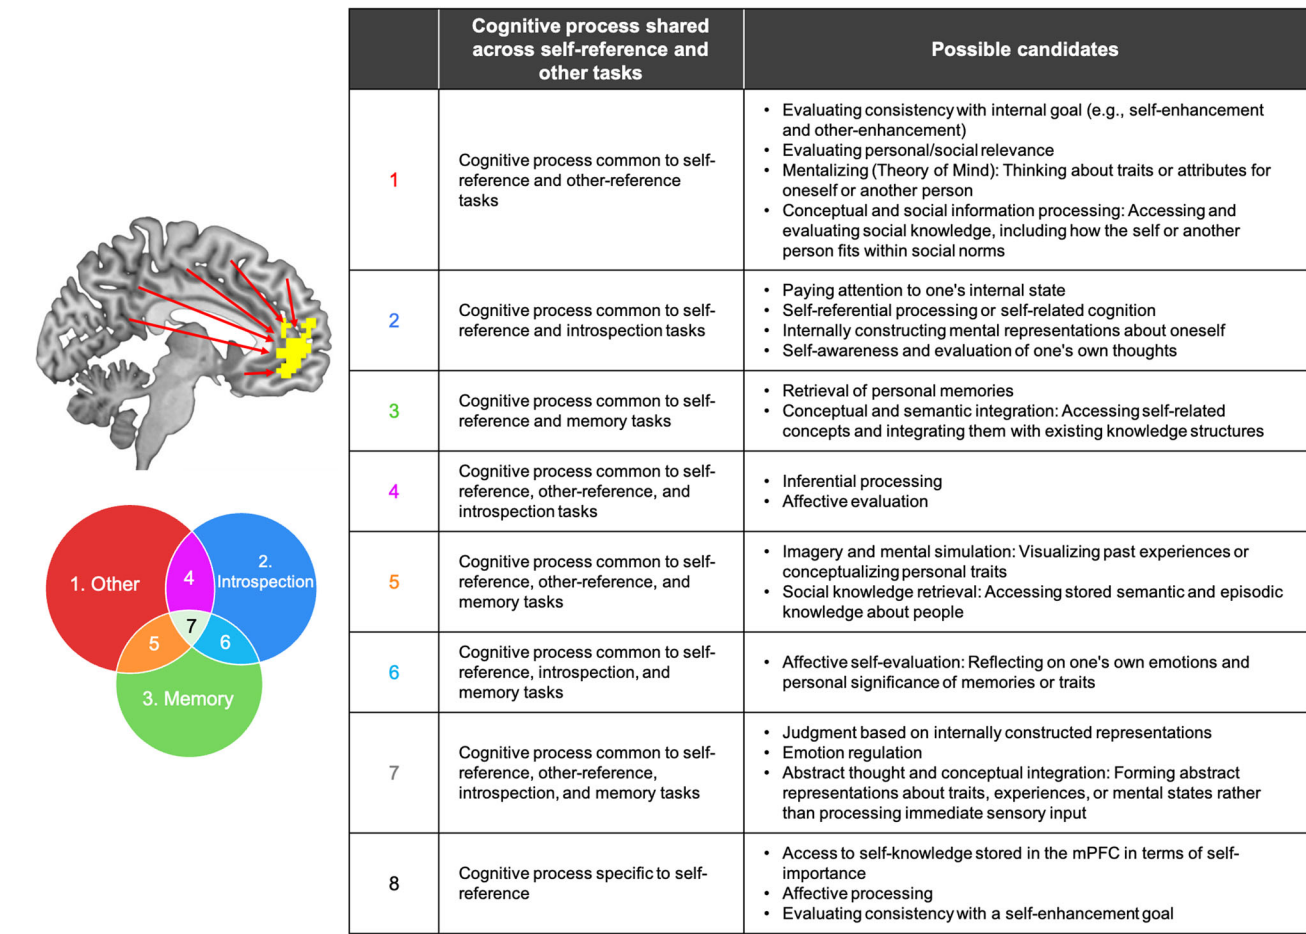 Cognitive process shared
across self-reference and
other tasks
Possible candidates
1
Cognitive process common to self-
reference and other-reference
tasks
• Evaluating consistency with internal goal (e.g., self-enhancement
and other-enhancement)
• Evaluating personal/social relevance
• Mentalizing (Theory of Mind): Thinking about traits or attributes for
oneself or another person
• Conceptual and social information processing: Accessing and
evaluating social knowledge, including how the self or another
person fits within social norms
2
Cognitive process common to self-
reference and introspection tasks
• Paying attention to one's internal state
• Self-referential processing or self-related cognition
• Internally constructing mental representations about oneself
• Self-awareness and evaluation of one's own thoughts
3
Cognitive process common to self-
reference and memory tasks
• Retrieval of personal memories
• Conceptual and semantic integration: Accessing self-related
concepts and integrating them with existing knowledge structures
4
Cognitive process common to self-
reference, other-reference, and
introspection tasks
• Inferential processing
• Affective evaluation
5
Cognitive process common to self-
reference, other-reference, and
memory tasks
• Imagery and mental simulation: Visualizing past experiences or
conceptualizing personal traits
• Social knowledge retrieval: Accessing stored semantic and episodic
knowledge about people
6
Cognitive process common to self-
reference, introspection, and
memory tasks
• Affective self-evaluation: Reflecting on one's own emotions and
personal significance of memories or traits
7
Cognitive process common to self-
reference, other-reference,
introspection, and memory tasks
• Judgment based on internally constructed representations
• Emotion regulation
• Abstract thought and conceptual integration: Forming abstract
representations about traits, experiences, or mental states rather
than processing immediate sensory input
8
Cognitive process specific to self-
reference
• Access to self-knowledge stored in the mPFC in terms of self-
importance
• Affective processing
• Evaluating consistency with a self-enhancement goal
1. Other
4
2.
Introspection
7
5
6
3. Memory